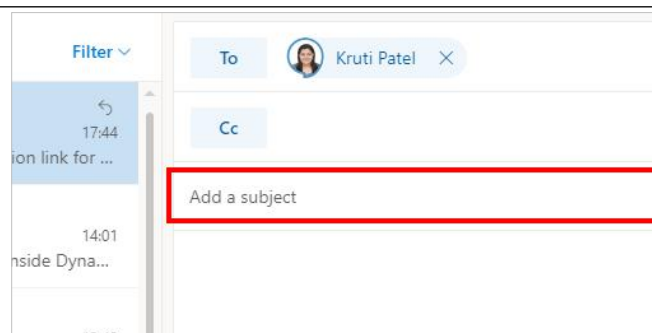 Filter
To
Kruti Patel
17:44
ion link for ...
Cc
Add a subject
14:01
nside Dyna...